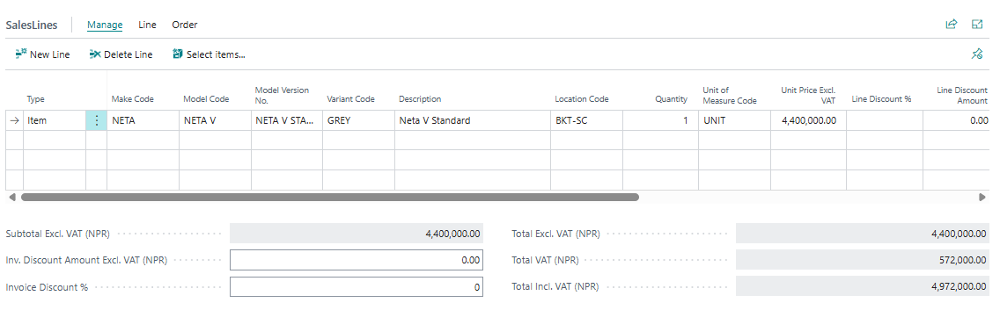 SalesLines Manage Line Order
New Line Delete Line Select items...
Type Make Code Model Code Model Version No. Variant Code Description Location Code Quantity Unit of Measure Code Unit Price Excl. VAT Line Discount % Line Discount Amount
Item NETA NETA V NETA V STA... GREY Neta V Standard BKT-SC 1 UNIT 4,400,000.00 0.00
Subtotal Excl. VAT (NPR) 4,400,000.00 Total Excl. VAT (NPR) 4,400,000.00
Inv. Discount Amount Excl. VAT (NPR) 0.00 Total VAT (NPR) 572,000.00
Invoice Discount % 0 Total Incl. VAT (NPR) 4,972,000.00